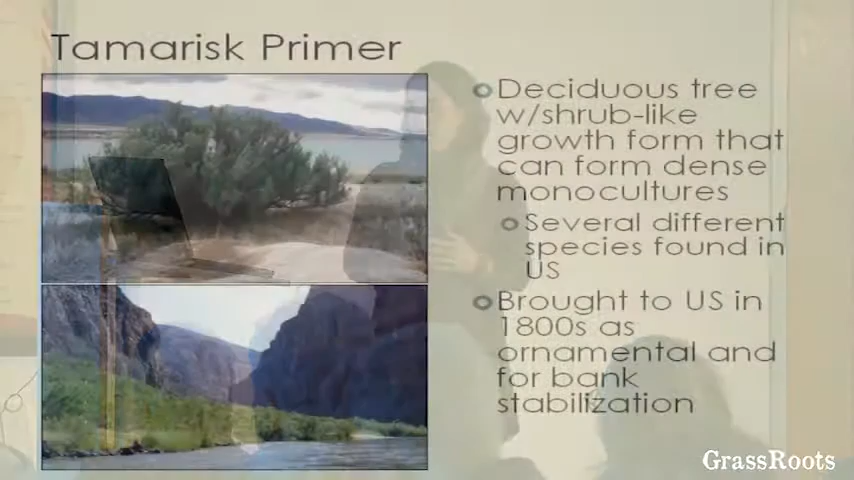 Tamarisk Primer
Deciduous tree
w/shrub-like
growth form that
can form dense
monocultures
Several different
species found in
US
Brought to US in
1800s as
ornamental and
for bank
stabilization
GrassRoots